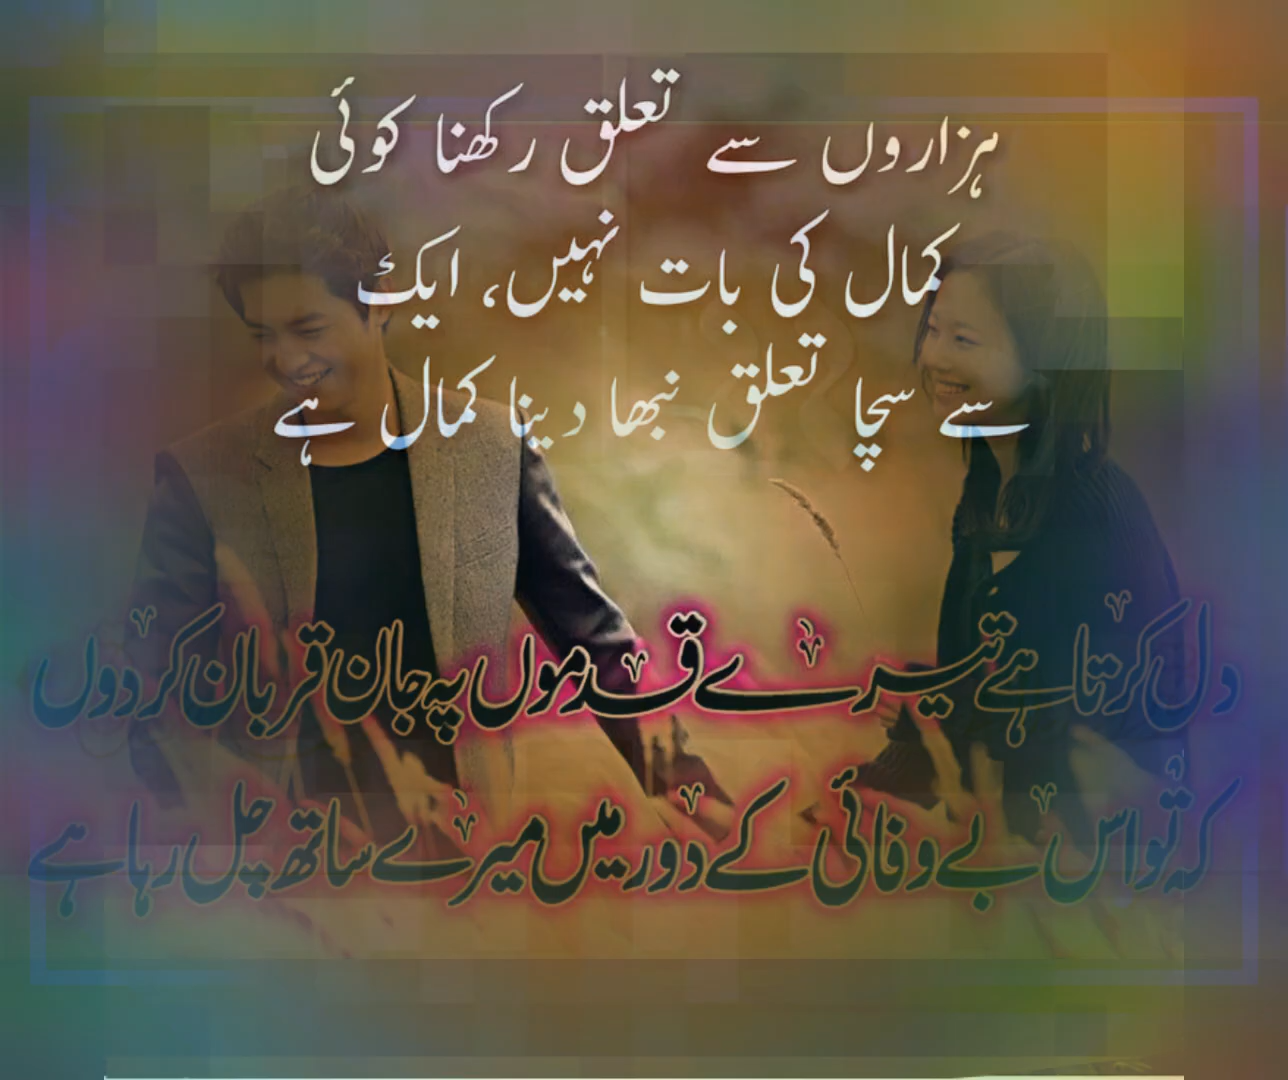 ہزاروں سے تعلق رکھنا کوئی
کمال کی بات نہیں، ایک
سے سچا تعلق نبھا دینا کمال ہے
دل کرتا ہے تیرے قدموں پہ جان قربان کر دوں
کہ تو اس بے وفائی کے دور میں میرے ساتھ چل رہا ہے